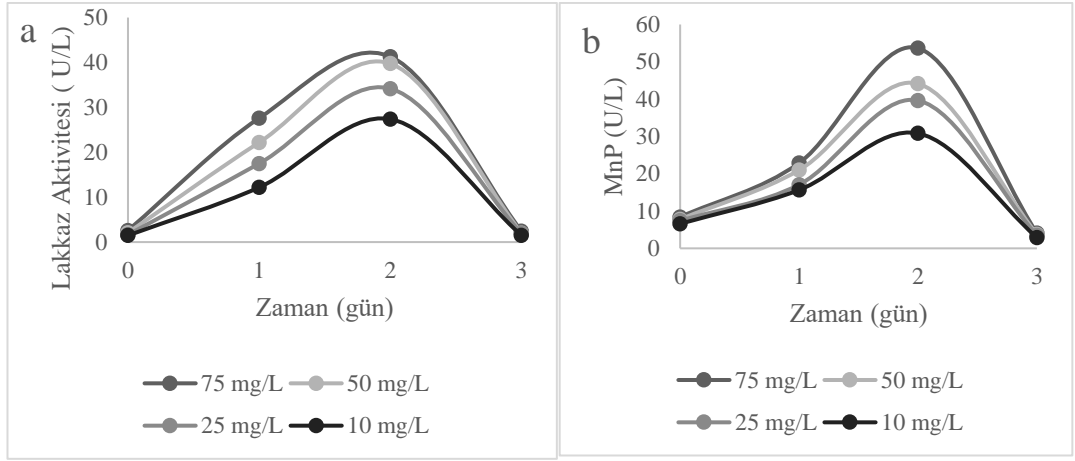 a
Lakkaz Aktivitesi ( U/L)
50
40
30
20
10
0
0 1 2 3
Zaman (gün)
75 mg/L 50 mg/L
25 mg/L 10 mg/L
b
MnP (U/L)
60
50
40
30
20
10
0
0 1 2 3
Zaman (gün)
75 mg/L 50 mg/L
25 mg/L 10 mg/L